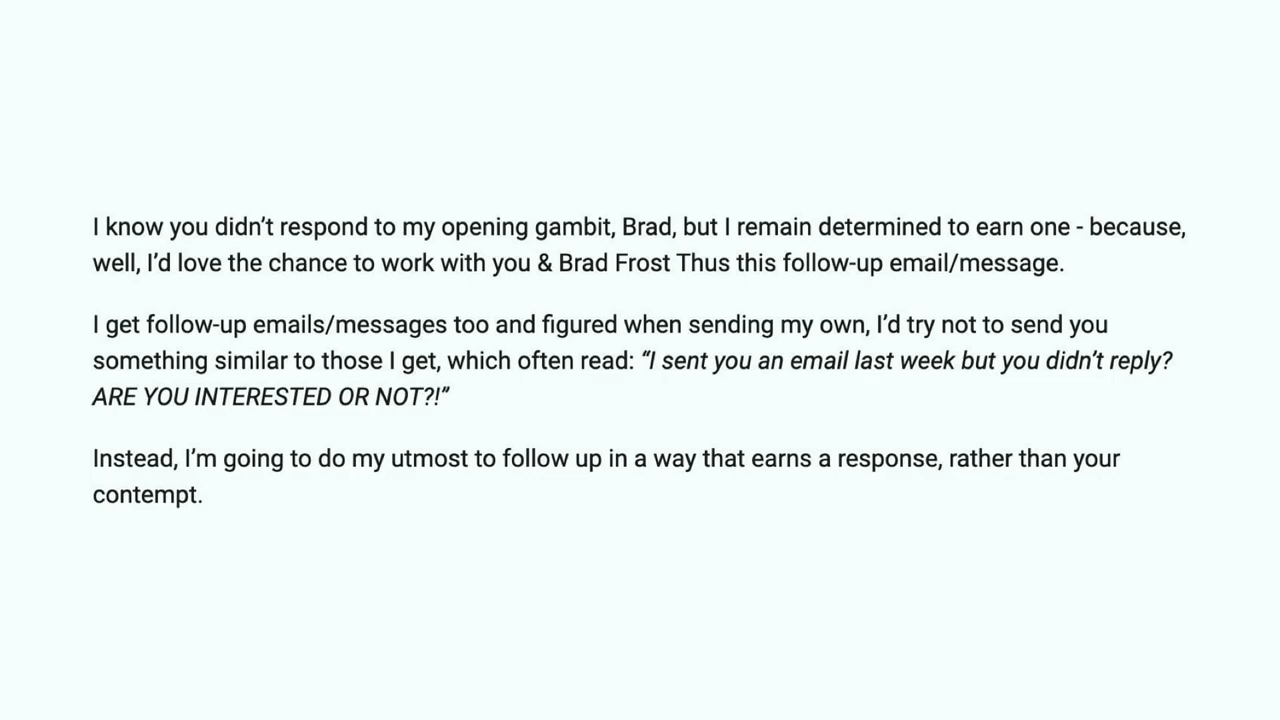 I know you didn’t respond to my opening gambit, Brad, but I remain determined to earn one - because,
well, I’d love the chance to work with you & Brad Frost Thus this follow-up email/message.
I get follow-up emails/messages too and figured when sending my own, I’d try not to send you
something similar to those I get, which often read: “I sent you an email last week but you didn’t reply?
ARE YOU INTERESTED OR NOT?!”
Instead, I’m going to do my utmost to follow up in a way that earns a response, rather than your
contempt.